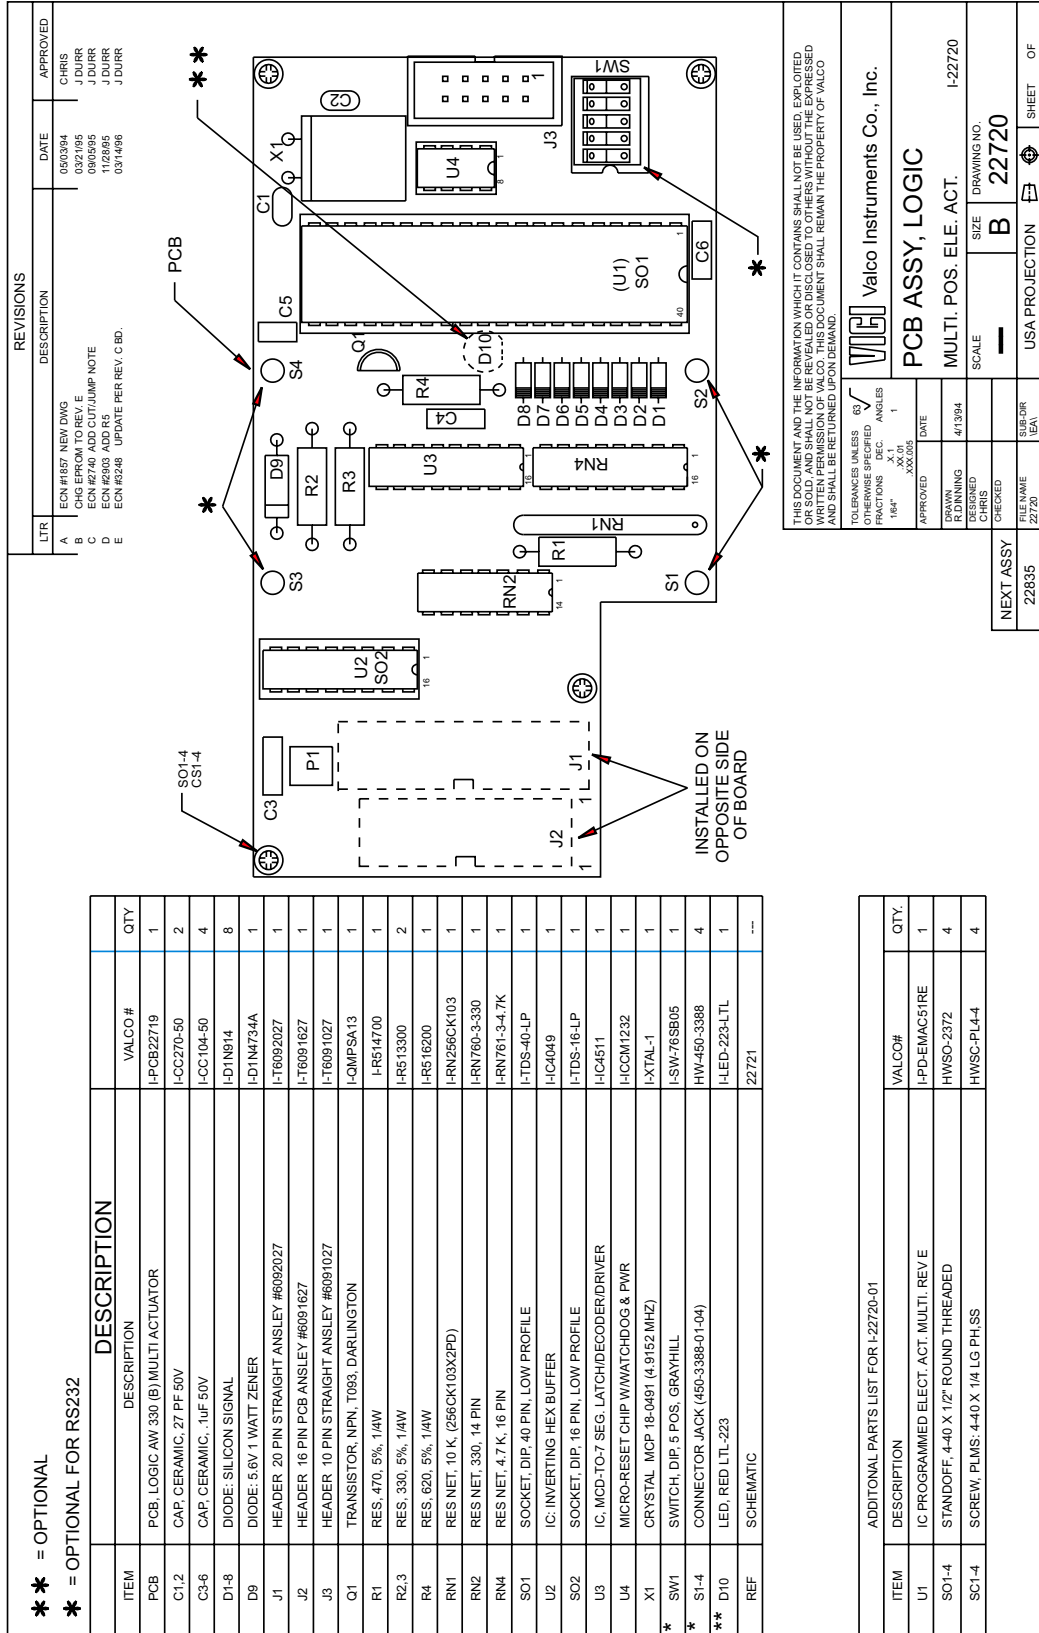 ** = OPTIONAL
* = OPTIONAL FOR RS232
DESCRIPTION
ITEM DESCRIPTION VALCO # QTY
PCB PCB, LOGIC AW 330 (B) MULTI ACTUATOR I-PCB22719 1
C1,2 CAP, CERAMIC, 27 PF 50V I-CC270-50 2
C3-6 CAP, CERAMIC, .1uF 50V I-CC104-50 4
D1-8 DIODE: SILICON SIGNAL I-D1N914 8
D9 DIODE: 5.6V 1 WATT ZENER I-D1N4734A 1
J1 HEADER 20 PIN STRAIGHT ANSLEY #6092027 I-T6092027 1
J2 HEADER 16 PIN PCB ANSLEY #6091627 I-T6091627 1
J3 HEADER 10 PIN STRAIGHT ANSLEY #6091027 I-T6091027 1
Q1 TRANSISTOR, NPN, T093, DARLINGTON I-QMPSA13 1
R1 RES, 470, 5%, 1/4W I-R514700 1
R2,3 RES, 330, 5%, 1/4W I-R513300 2
R4 RES, 620, 5%, 1/4W I-R516200 1
RN1 RES NET, 10 K, (256CK103X2PD) I-RN256CK103 1
RN2 RES NET, 330, 14 PIN I-RN760-3-330 1
RN4 RES NET, 4.7 K, 16 PIN I-RN761-3-4.7K 1
SO1 SOCKET, DIP, 40 PIN, LOW PROFILE I-TDS-40-LP 1
U2 IC: INVERTING HEX BUFFER I-IC4049 1
SO2 SOCKET, DIP, 16 PIN, LOW PROFILE I-TDS-16-LP 1
U3 IC, MCD-TO-7 SEG. LATCH/DECODER/DRIVER I-IC4511 1
U4 MICRO-RESET CHIP W/WATCHDOG & PWR I-ICCM1232 1
X1 CRYSTAL MCP 18-0491 (4.9152 MHZ) I-XTAL-1 1
* SW1 SWITCH, DIP, 5 POS, GRAYHILL I-SW-76SB05 1
* S1-4 CONNECTOR JACK (450-3388-01-04) HW-450-3388 4
** D10 LED, RED LTL-223 I-LED-223-LTL 1
REF SCHEMATIC 22721 ---
ADDITONAL PARTS LIST FOR I-22720-01
ITEM DESCRIPTION VALCO# QTY.
U1 IC PROGRAMMED ELECT. ACT. MULTI. REV E I-PD-EMAC51RE 1
SO1-4 STANDOFF, 4-40 X 1/2" ROUND THREADED HWSO-2372 4
SC1-4 SCREW, PLMS: 4-40 X 1/4 LG PH,SS HWSC-PL4-4 4
REVISIONS
LTR DESCRIPTION DATE APPROVED
A ECN #1857 NEW DWG 05/03/94 CHRIS
B CHG EPROM TO REV. E 03/21/95 J DURR
C ECN #2740 ADD CUT/JUMP NOTE 09/05/95 J DURR
D ECN #2903 ADD R5 11/28/95 J DURR
E ECN #3248 UPDATE PER REV. C BD. 03/14/96 J DURR
SO1-4
CS1-4
*
PCB
**
C3
P1
J2
1
J1
1
U2
SO2
16
1
S3
S4
D9
R2
R3
RN2
14
1
U3
16
1
RN4
16
1
RN1
R1
S1
S2
R4
C4
Q1
C5
D10
D8
D7
D6
D5
D4
D3
D2
D1
(U1)
SO1
40
1
C6
C1
X1
C2
U4
8
1
J3
1
SW1
*
*
INSTALLED ON
OPPOSITE SIDE
OF BOARD
THIS DOCUMENT AND THE INFORMATION WHICH IT CONTAINS SHALL NOT BE USED, EXPLOITED
OR SOLD, AND SHALL NOT BE REVEALED OR DISCLOSED TO OTHERS WITHOUT THE EXPRESSED
WRITTEN PERMISSION OF VALCO. THIS DOCUMENT SHALL REMAIN THE PROPERTY OF VALCO
AND SHALL BE RETURNED UPON DEMAND.
TOLERANCES UNLESS 63
OTHERWISE SPECIFIED
FRACTIONS DEC. ANGLES
1/64" X.1 1
.XX.01
.XXX.005
VICI Valco Instruments Co., Inc.
PCB ASSY, LOGIC
MULTI. POS. ELE. ACT. I-22720
APPROVED DATE
DRAWN
R.DINNING 4/13/94
DESIGNED
CHRIS
CHECKED
SCALE SIZE DRAWING NO.
B 22720
NEXT ASSY
22835
FILE NAME SUB-DIR
22720 \EA\
USA PROJECTION SHEET OF